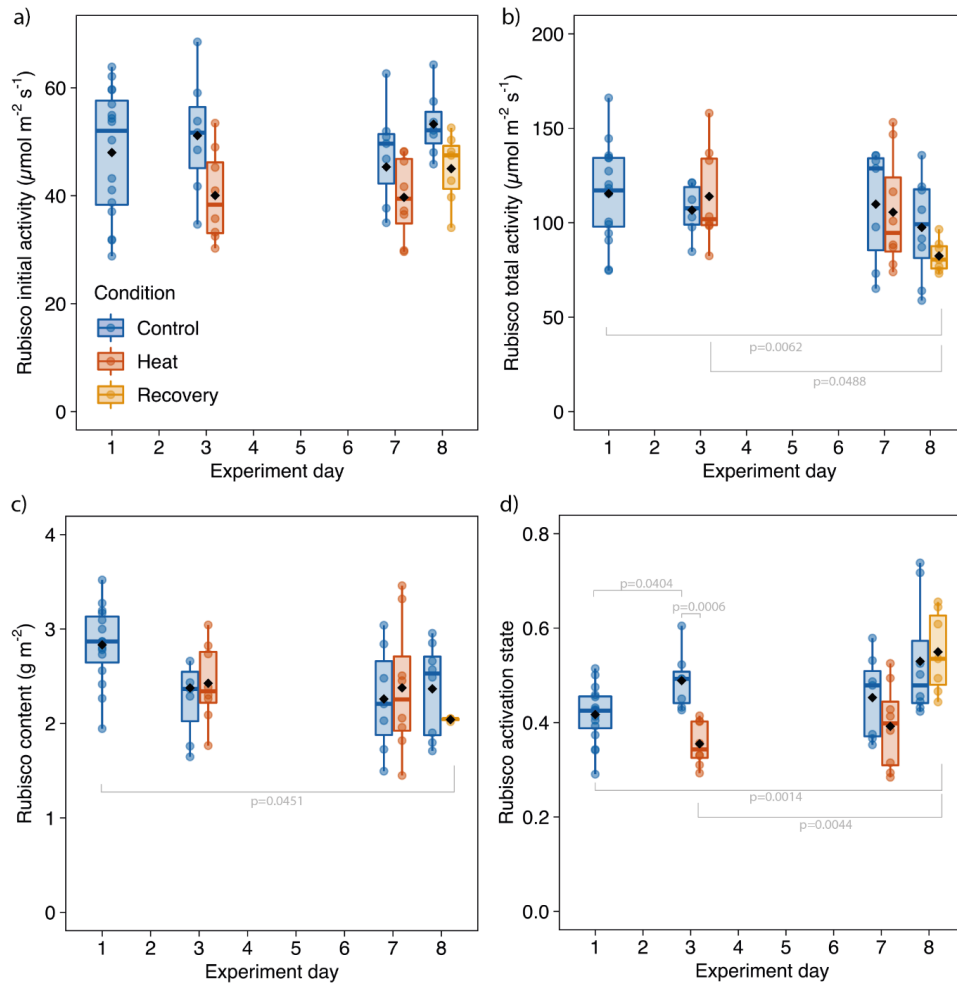 a)
Rubisco initial activity (µmol m⁻² s⁻¹)
60
40
20
0
Condition
Control
Heat
Recovery
1 2 3 4 5 6 7 8
Experiment day
b)
Rubisco total activity (µmol m⁻² s⁻¹)
200
150
100
50
0
p=0.0062
p=0.0488
1 2 3 4 5 6 7 8
Experiment day
c)
Rubisco content (g m⁻²)
4
3
2
1
0
p=0.0451
1 2 3 4 5 6 7 8
Experiment day
d)
Rubisco activation state
0.8
0.6
0.4
0.2
0.0
p=0.0404
p=0.0006
p=0.0014
p=0.0044
1 2 3 4 5 6 7 8
Experiment day